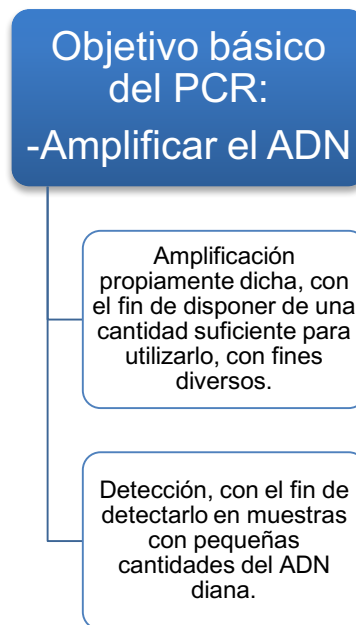 Objetivo básico
del PCR:
-Amplificar el ADN
Amplificación
propiamente dicha, con
el fin de disponer de una
cantidad suficiente para
utilizarlo, con fines
diversos.
Detección, con el fin de
detectarlo en muestras
con pequeñas
cantidades del ADN
diana.